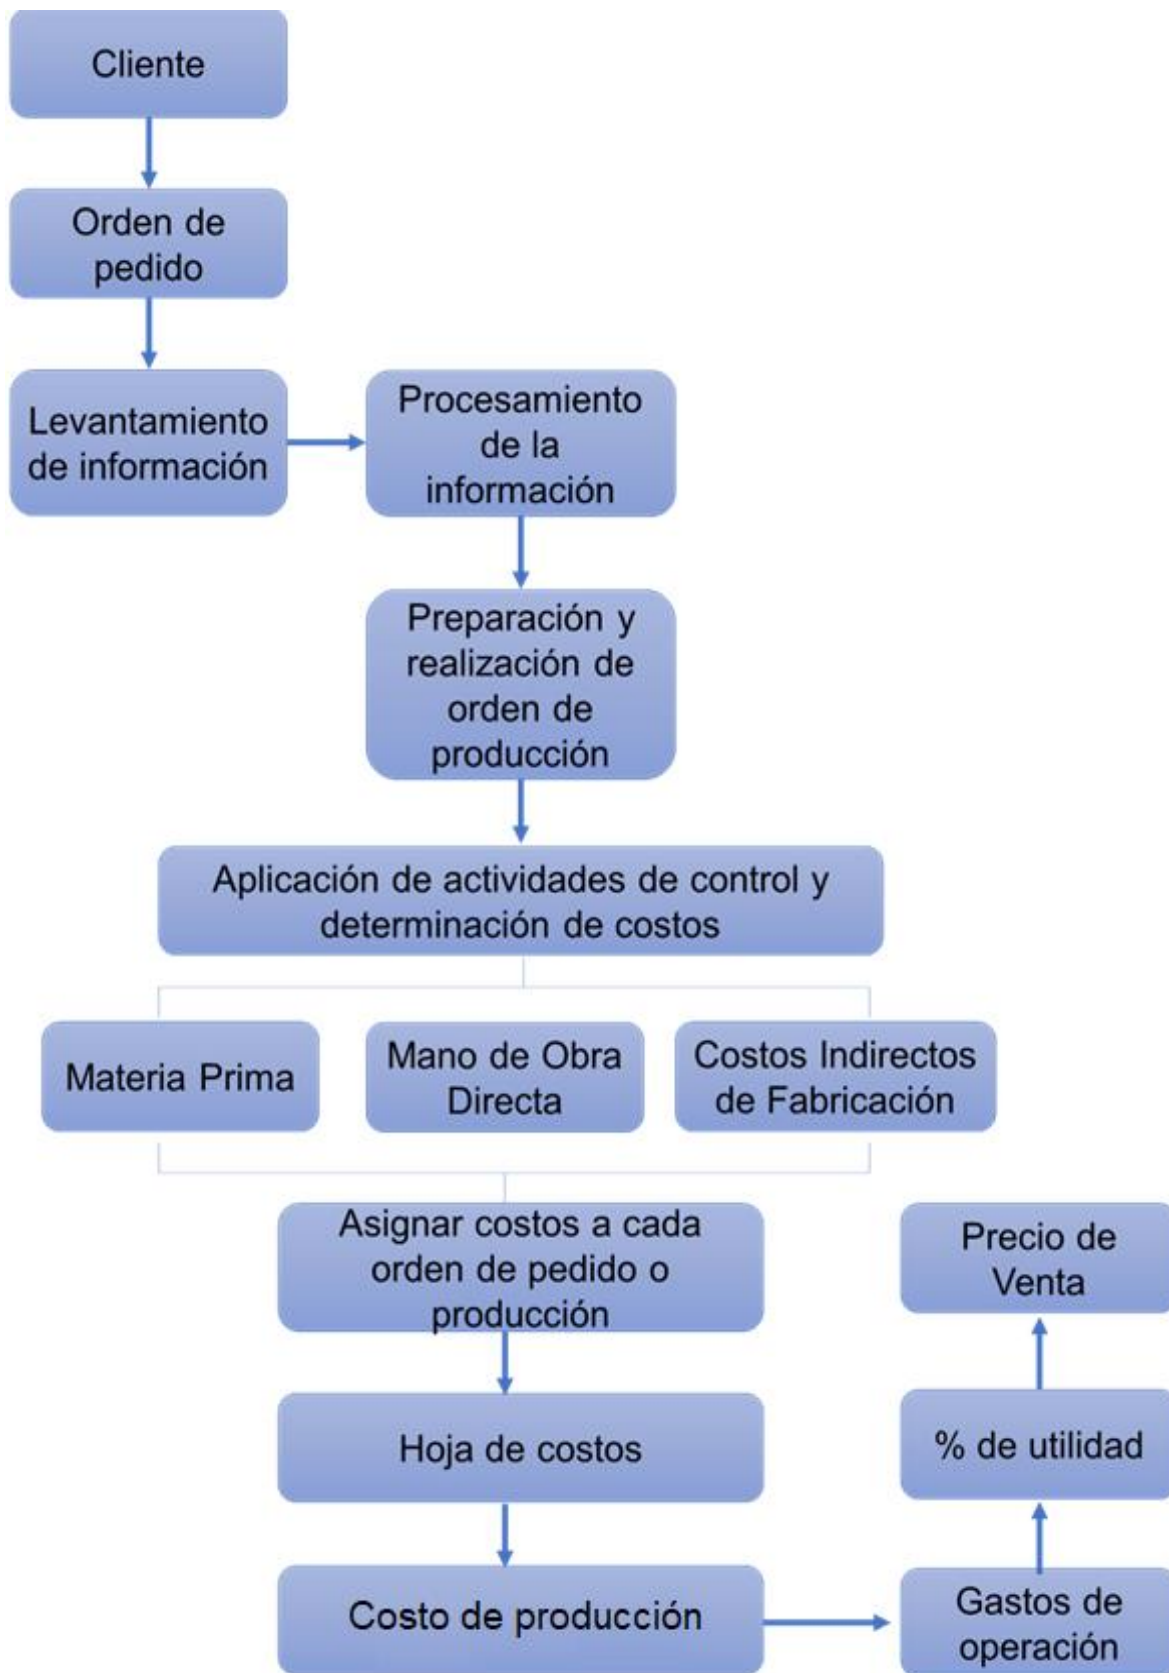 Cliente
Orden de
pedido
Levantamiento
de información
Procesamiento
de la
información
Preparación y
realización de
orden de
producción
Aplicación de actividades de control y
determinación de costos
Materia Prima
Mano de Obra
Directa
Costos Indirectos
de Fabricación
Asignar costos a cada
orden de pedido o
producción
Hoja de costos
Costo de producción
Gastos de
operación
% de utilidad
Precio de
Venta